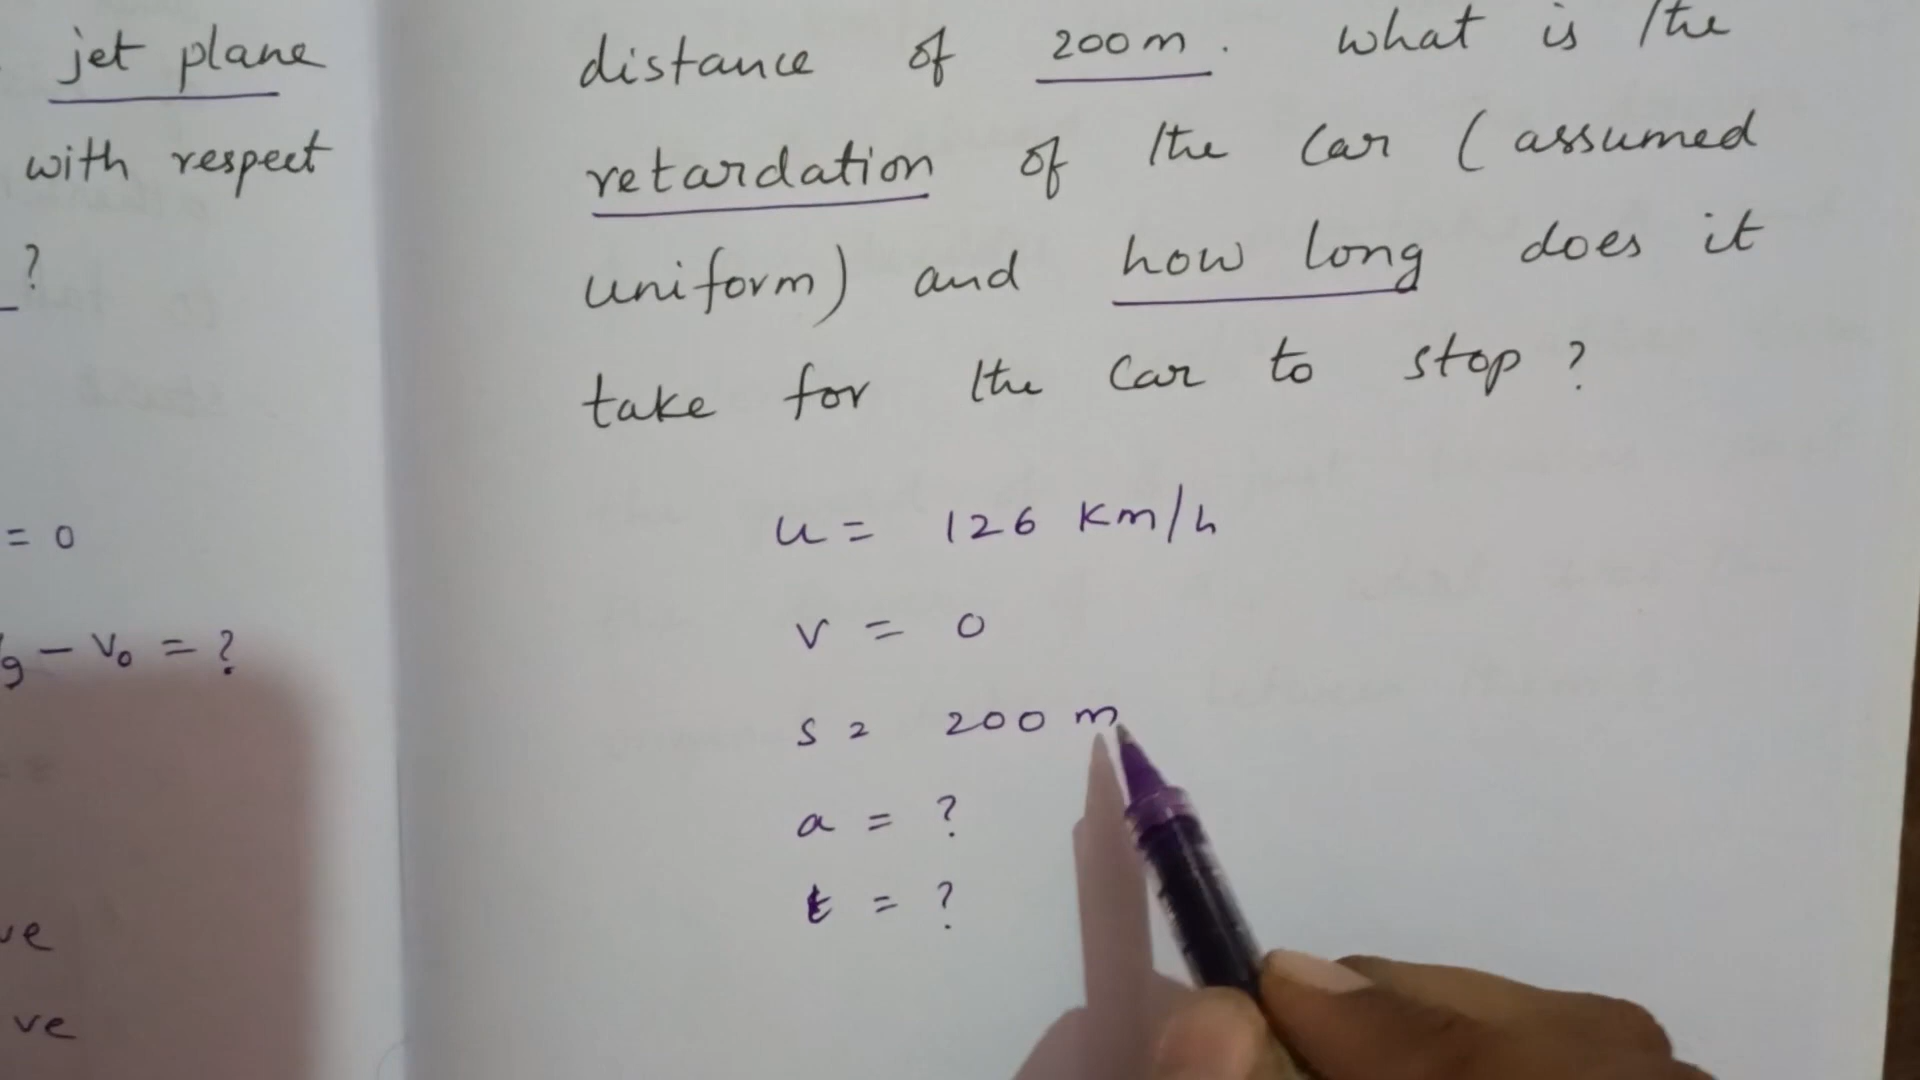 jet plane
with respect
?
= 0
g - v₀ = ?
ve
ve
distance of 200m. what is the
retardation of the car (assumed
uniform) and how long does it
take for the car to stop?
u = 126 km/h
v = 0
s = 200 m
a = ?
t = ?